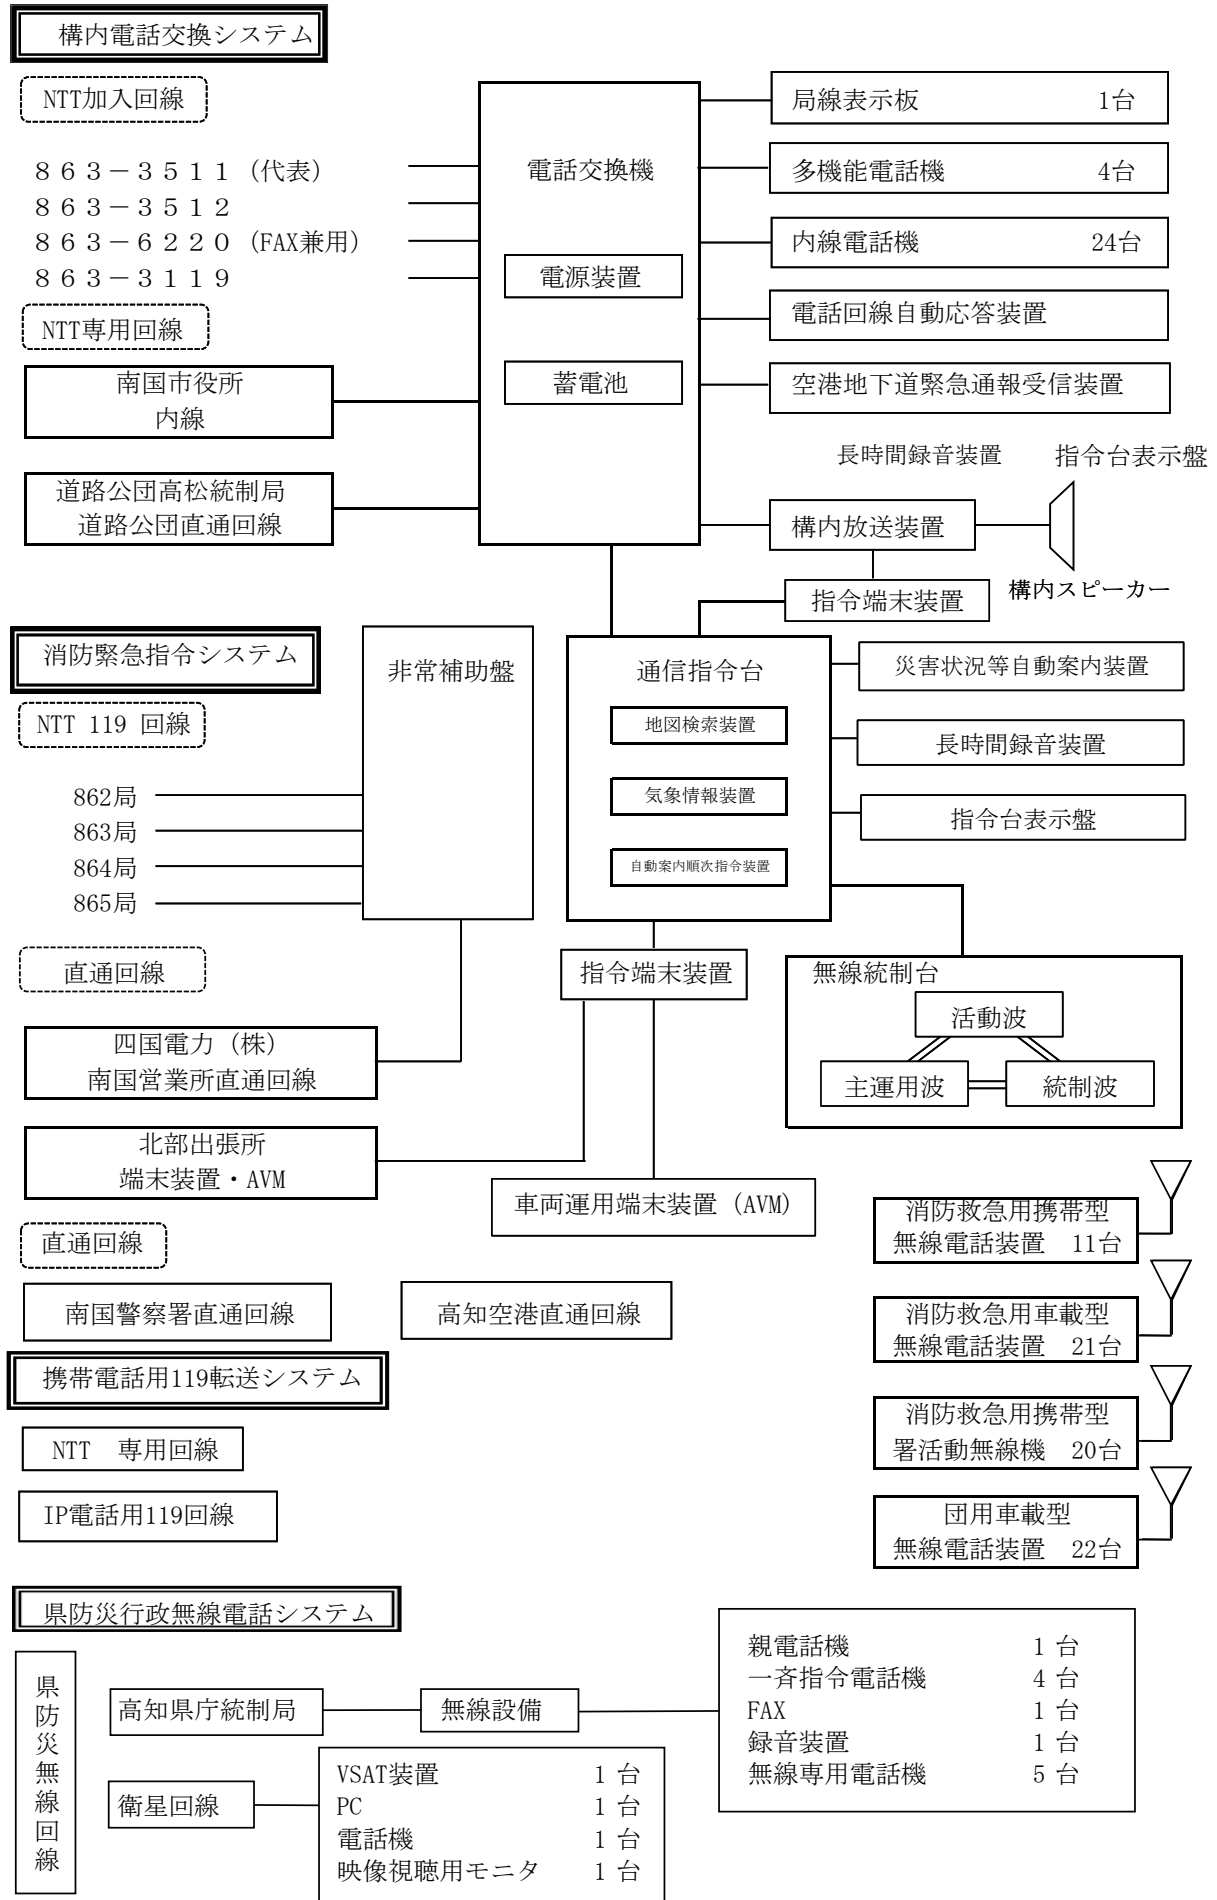 構内電話交換システム
NTT加入回線
８６３－３５１１（代表）
８６３－３５１２
８６３－６２２０（FAX兼用）
８６３－３１１９
NTT専用回線
南国市役所
内線
道路公団高松統制局
道路公団直通回線
電話交換機
電源装置
蓄電池
局線表示板 1台
多機能電話機 4台
内線電話機 24台
電話回線自動応答装置
空港地下道緊急通報受信装置
長時間録音装置 指令台表示盤
構内放送装置
構内スピーカー
指令端末装置
消防緊急指令システム
NTT 119 回線
862局
863局
864局
865局
非常補助盤
通信指令台
地図検索装置
気象情報装置
自動案内順次指令装置
災害状況等自動案内装置
長時間録音装置
指令台表示盤
直通回線
四国電力（株）
南国営業所直通回線
北部出張所
端末装置・AVM
指令端末装置
車両運用端末装置（AVM）
無線統制台
活動波
主運用波
統制波
直通回線
南国警察署直通回線
高知空港直通回線
消防救急用携帯型
無線電話装置 11台
消防救急用車載型
無線電話装置 21台
消防救急用携帯型
署活動無線機 20台
団用車載型
無線電話装置 22台
携帯電話用119転送システム
NTT 専用回線
IP電話用119回線
県防災行政無線電話システム
県防災無線回線
高知県庁統制局
無線設備
親電話機 1 台
一斉指令電話機 4 台
FAX 1 台
録音装置 1 台
無線専用電話機 5 台
衛星回線
VSAT装置 1 台
PC 1 台
電話機 1 台
映像視聴用モニタ 1 台